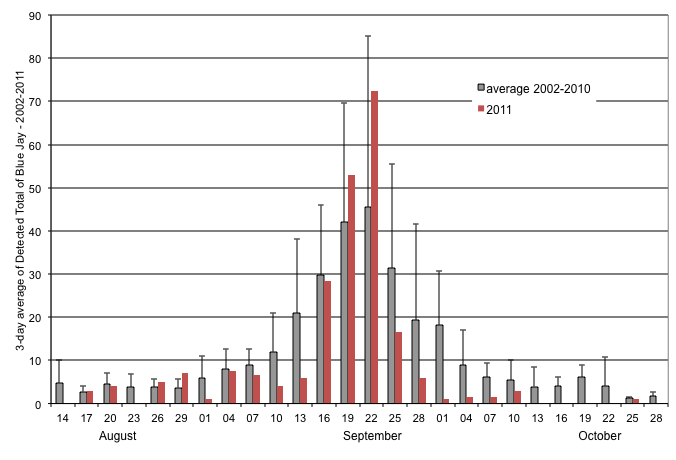 90
80
70
60
50
40
30
20
10
0
3-day average of Detected Total of Blue Jay - 2002-2011
average 2002-2010
2011
14 17 20 23 26 29 01 04 07 10 13 16 19 22 25 28 01 04 07 10 13 16 19 22 25 28
August September October